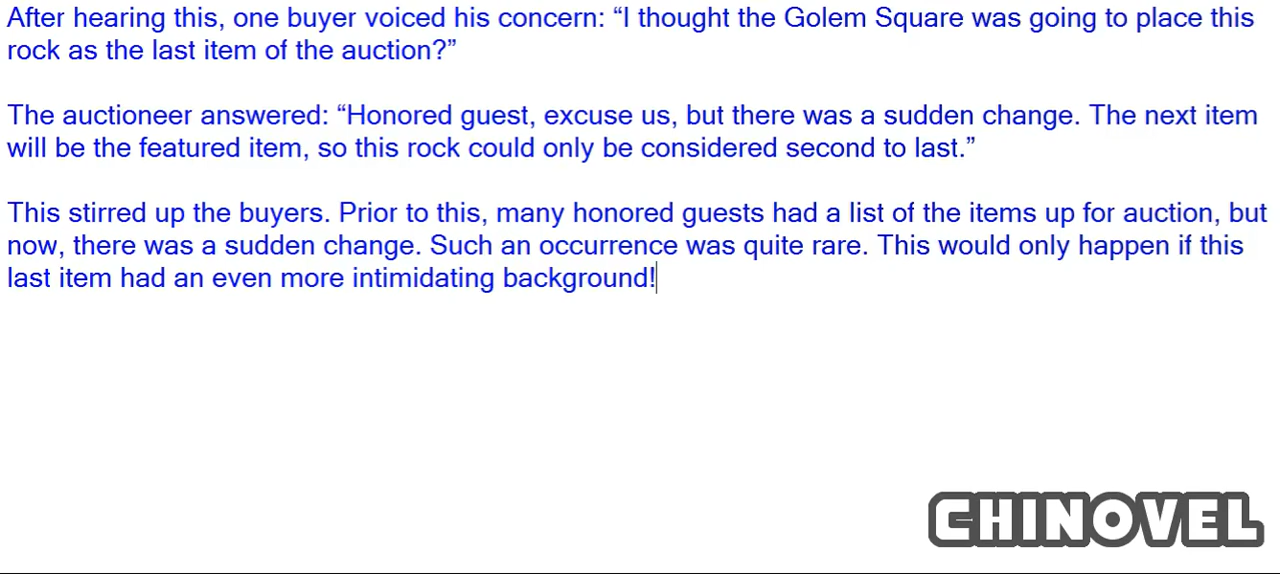 After hearing this, one buyer voiced his concern: “I thought the Golem Square was going to place this
rock as the last item of the auction?”
The auctioneer answered: “Honored guest, excuse us, but there was a sudden change. The next item
will be the featured item, so this rock could only be considered second to last.”
This stirred up the buyers. Prior to this, many honored guests had a list of the items up for auction, but
now, there was a sudden change. Such an occurrence was quite rare. This would only happen if this
last item had an even more intimidating background!
CHINOVEL